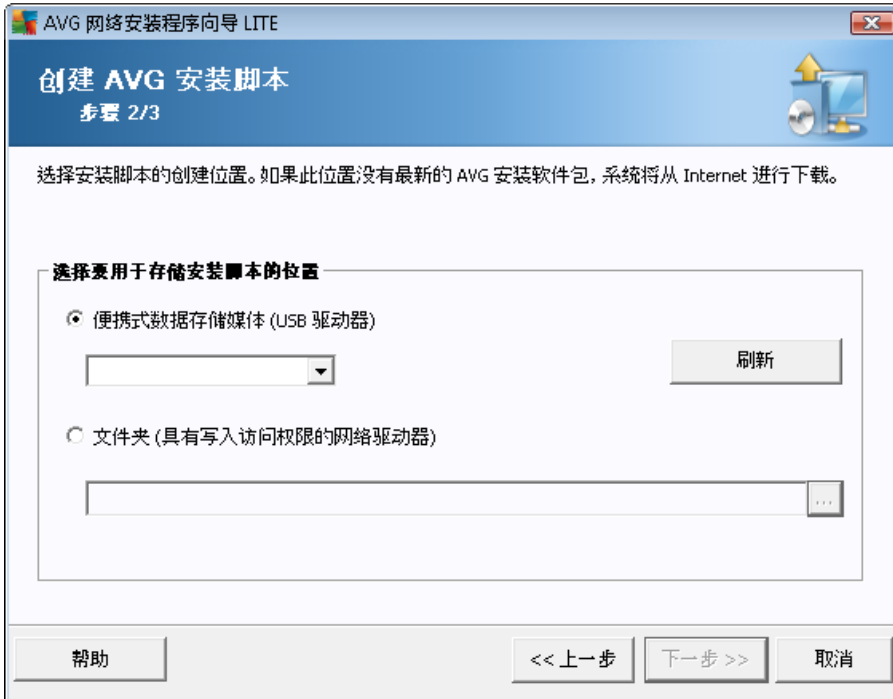 AVG 网络安装程序向导 LITE
创建 AVG 安装脚本
步骤 2/3
选择安装脚本的创建位置。如果此位置没有最新的 AVG 安装软件包，系统将从 Internet 进行下载。
选择要用于存储安装脚本的位置
便携式数据存储媒体 (USB 驱动器)
刷新
文件夹 (具有写入访问权限的网络驱动器)
...
帮助
<< 上一步
下一步 >>
取消